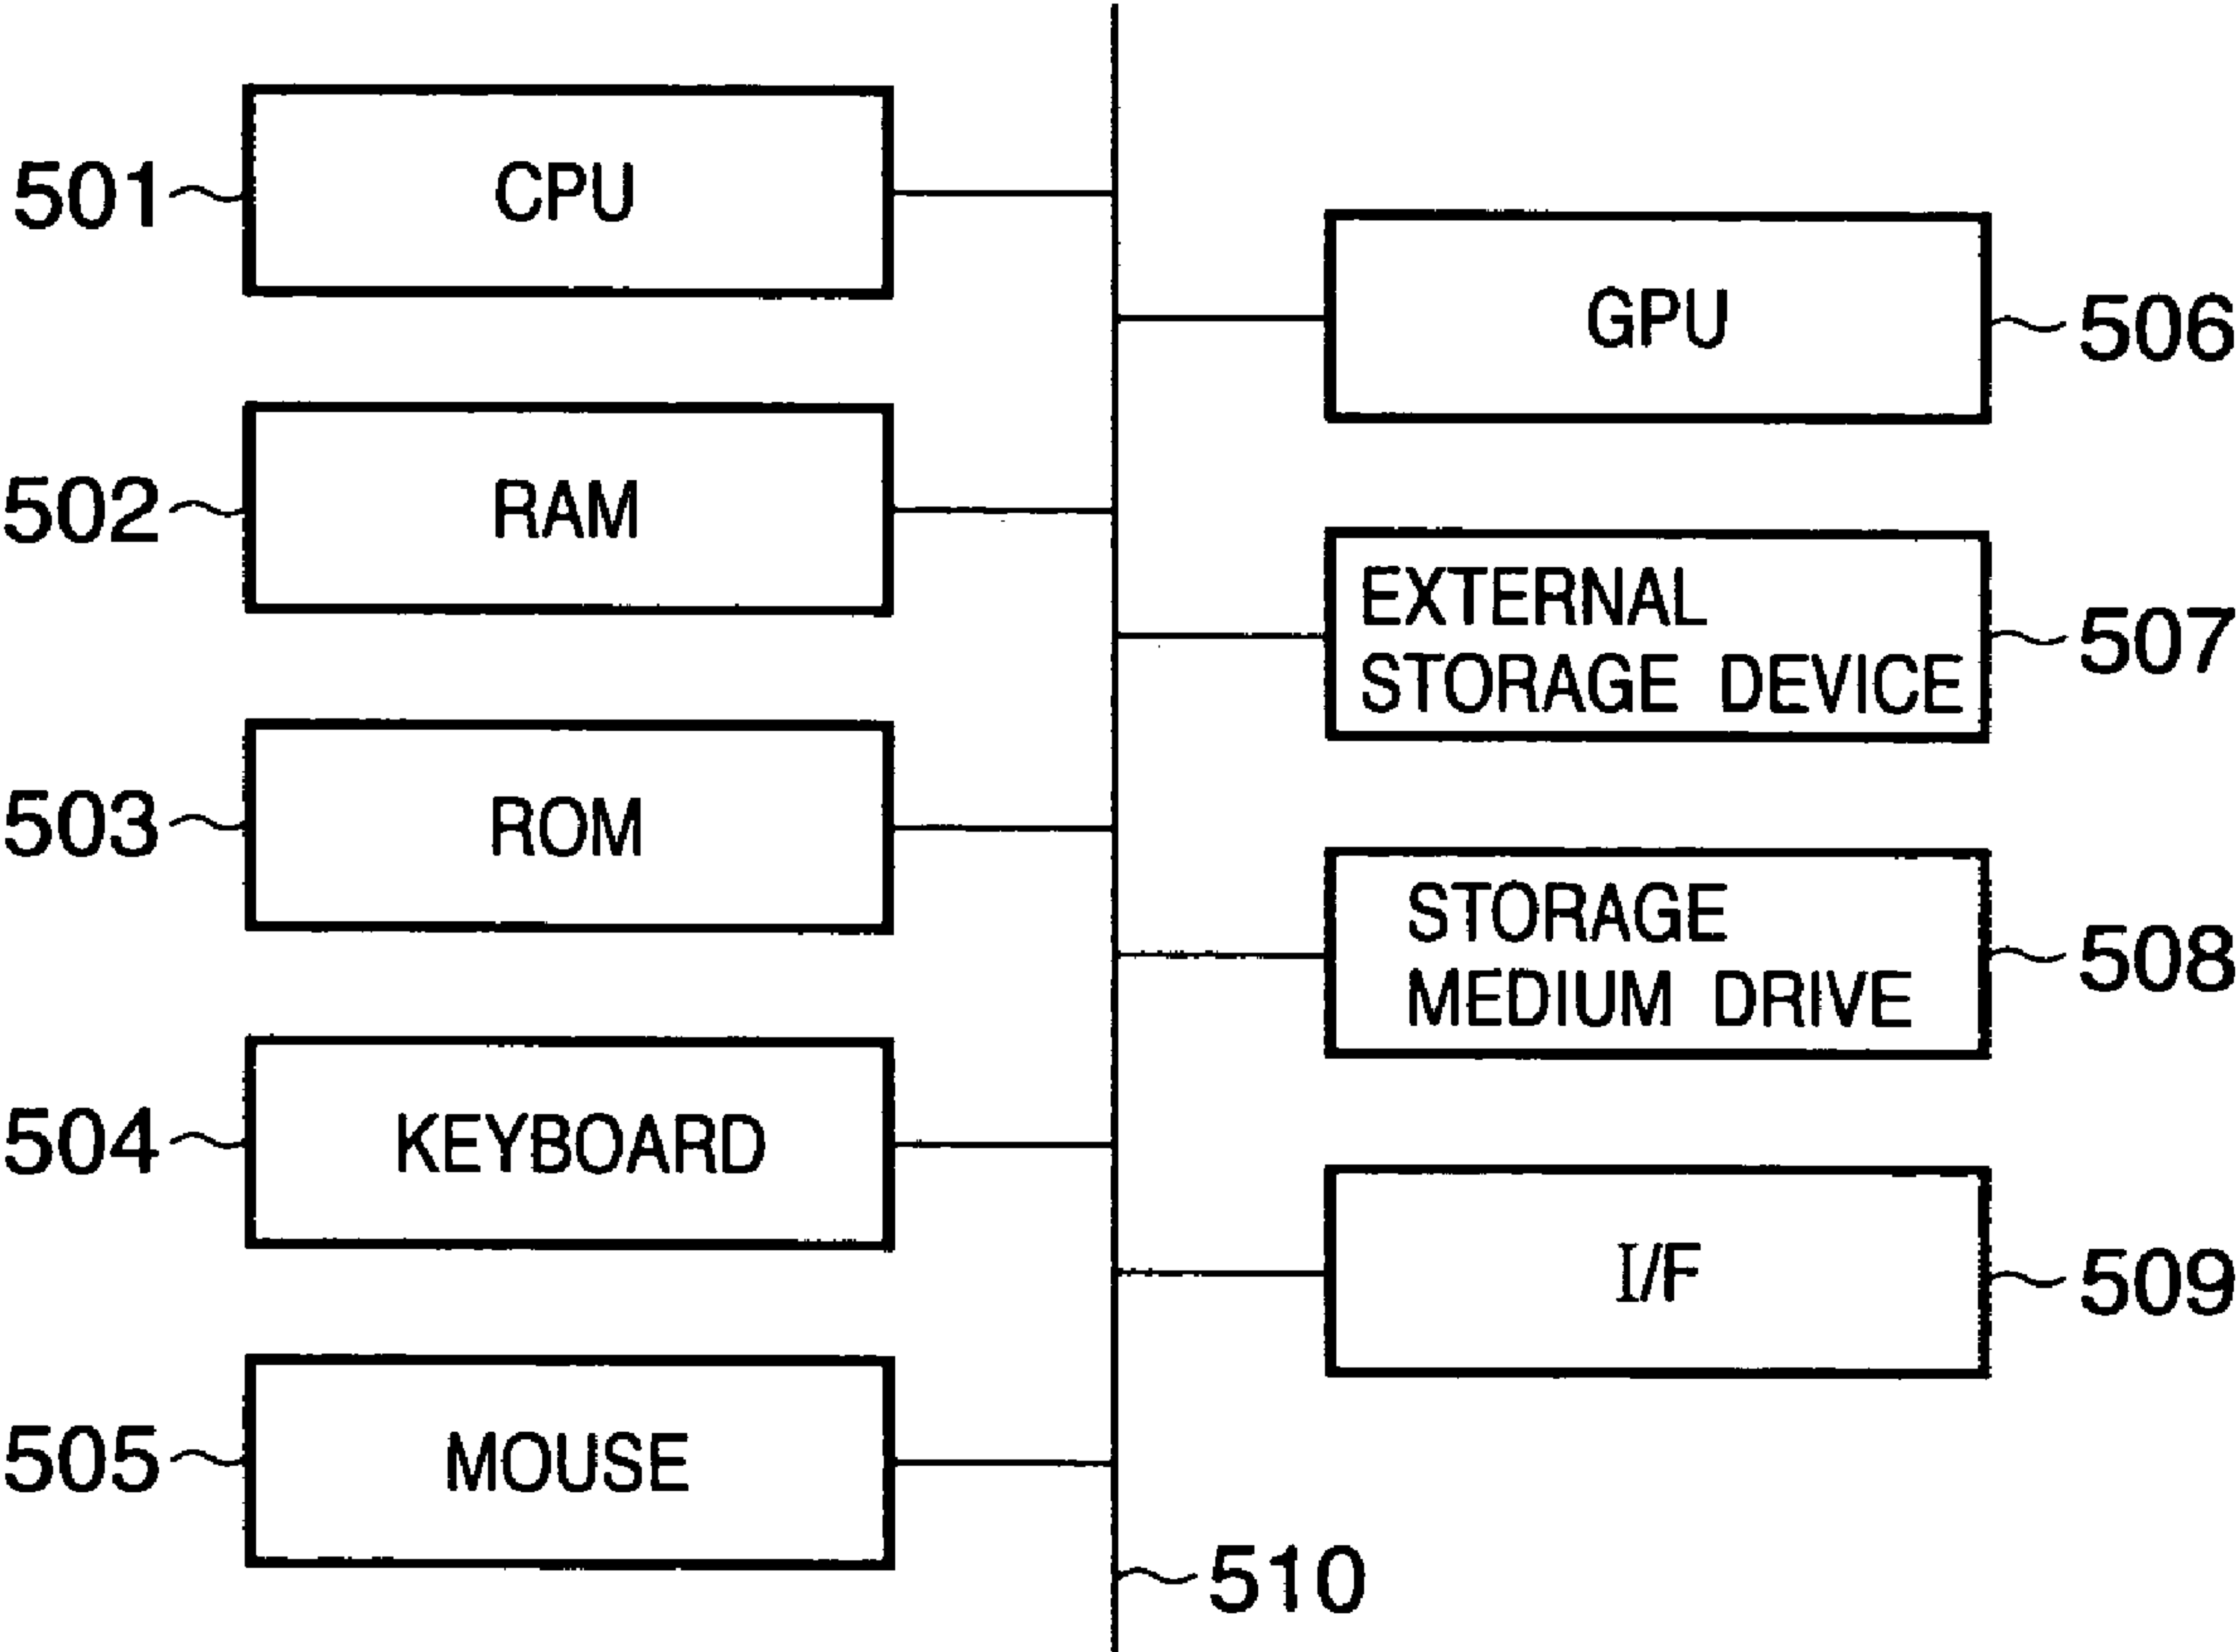 501
CPU
502
RAM
503
ROM
504
KEYBOARD
505
MOUSE
GPU
506
EXTERNAL
STORAGE DEVICE
507
STORAGE
MEDIUM DRIVE
508
I/F
509
510